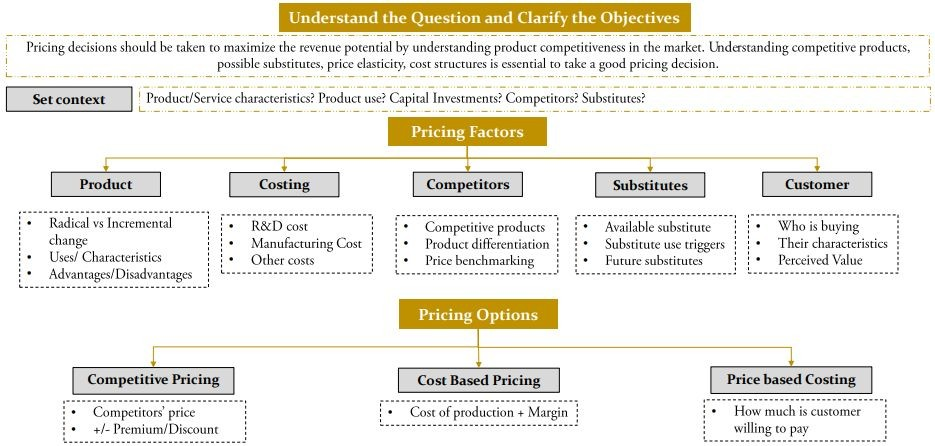 Understand the Question and Clarify the Objectives
Pricing decisions should be taken to maximize the revenue potential by understanding product competitiveness in the market. Understanding competitive products,
possible substitutes, price elasticity, cost structures is essential to take a good pricing decision.
Set context
Product/Service characteristics? Product use? Capital Investments? Competitors? Substitutes?
Pricing Factors
Product
• Radical vs Incremental
change
• Uses/ Characteristics
• Advantages/Disadvantages
Costing
• R&D cost
• Manufacturing Cost
• Other costs
Competitors
• Competitive products
• Product differentiation
• Price benchmarking
Substitutes
• Available substitute
• Substitute use triggers
• Future substitutes
Customer
• Who is buying
• Their characteristics
• Perceived Value
Pricing Options
Competitive Pricing
• Competitors' price
• +/- Premium/Discount
Cost Based Pricing
• Cost of production + Margin
Price based Costing
• How much is customer
willing to pay